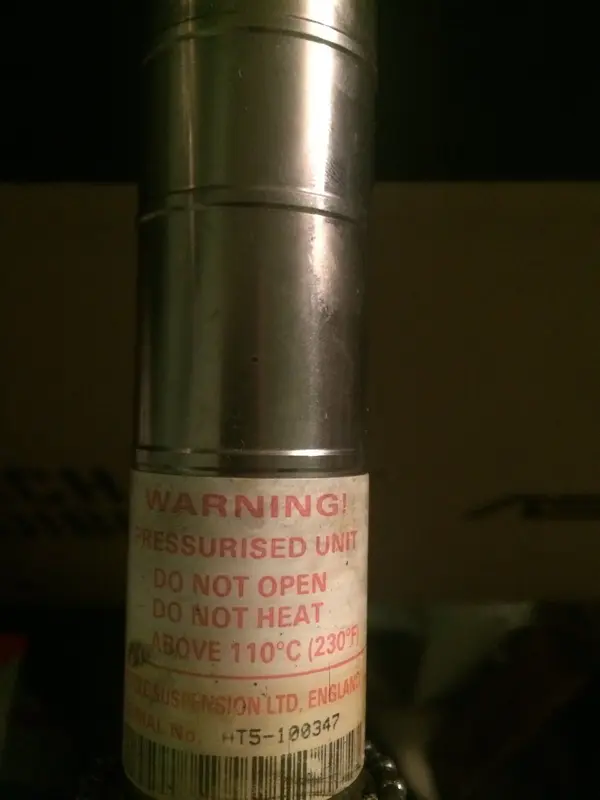 WARNING!
PRESSURISED UNIT
DO NOT OPEN
DO NOT HEAT
ABOVE 110°C (230°F)
SUSPENSION LTD, ENGLAND
No. HT5-100347